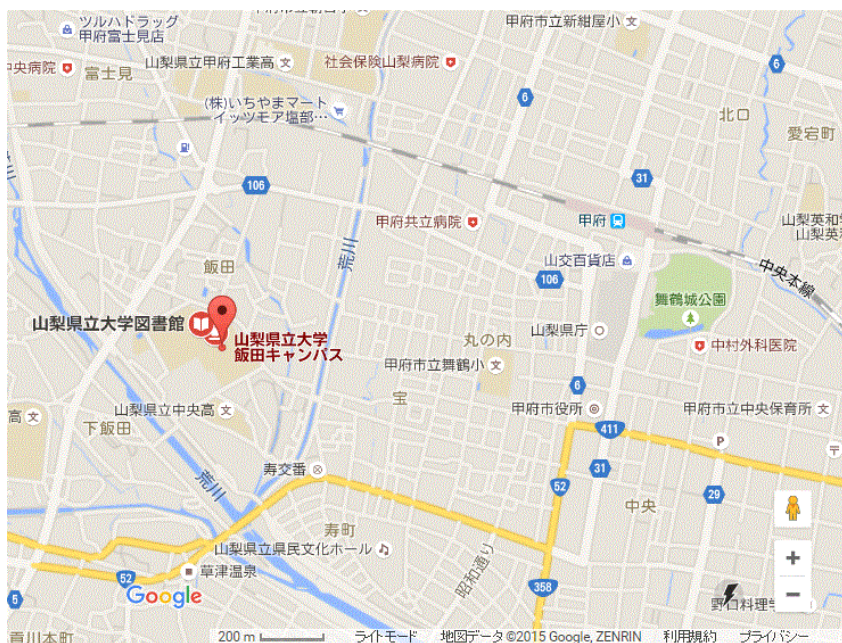 ツルハドラッグ
甲府富士見店
甲府市立新紺屋小
中央病院
富士見
山梨県立甲府工業高
社会保険山梨病院
6
6
(株)いちやまマート
イッツモア塩部…
北口
愛宕町
荒川
106
31
甲府共立病院
甲府
山梨英和
山梨英
飯田
荒川
106
山交百貨店
中央本線
舞鶴城公園
山梨県立大学図書館
山梨県立大学
飯田キャンパス
丸の内
山梨県庁
中村外科医院
甲府市立舞鶴小
6
宝
高
山梨県立中央高
下飯田
甲府市役所
甲府市立中央保育所
411
P
寿交番
31
荒川
52
29
中央
寿町
山梨県立県民文化ホール
昭和通り
52
草津温泉
358
5
Google
野口料理学
貢川本町
200 m
ライトモード
地図データ©2015 Google, ZENRIN
利用規約
プライバシー